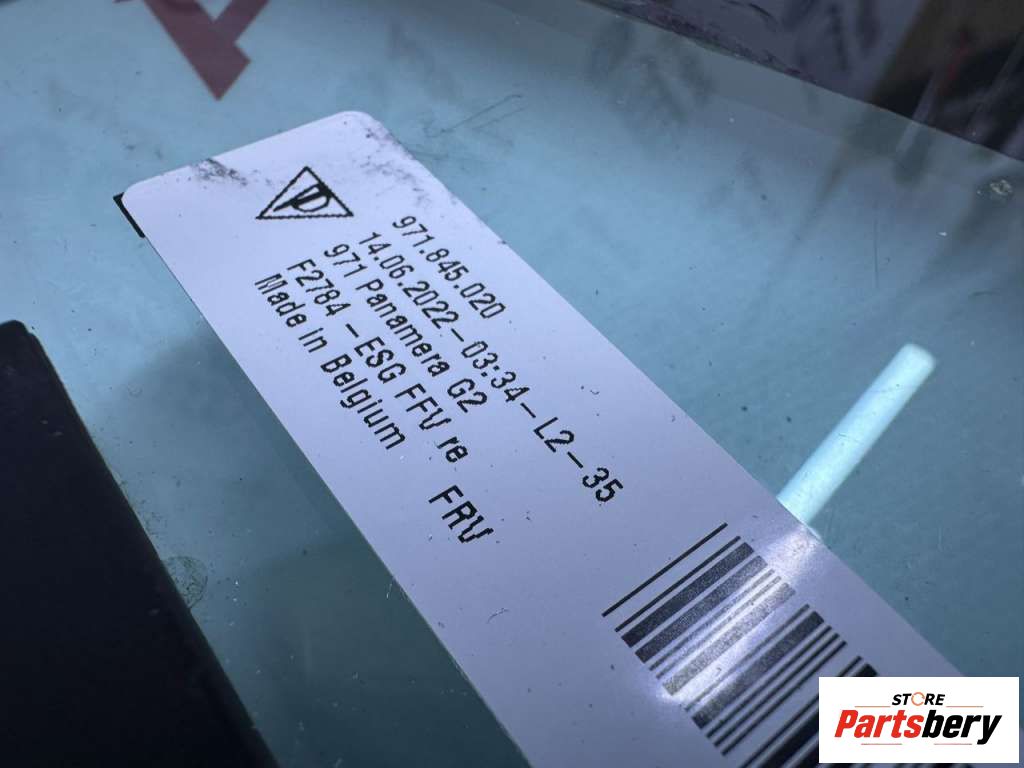 971.845.020
14.06.2022-03:34-L2-35
971 Panamera G2
F2784-ESG FFV re
Made in Belgium FRV
STORE
Partsbery